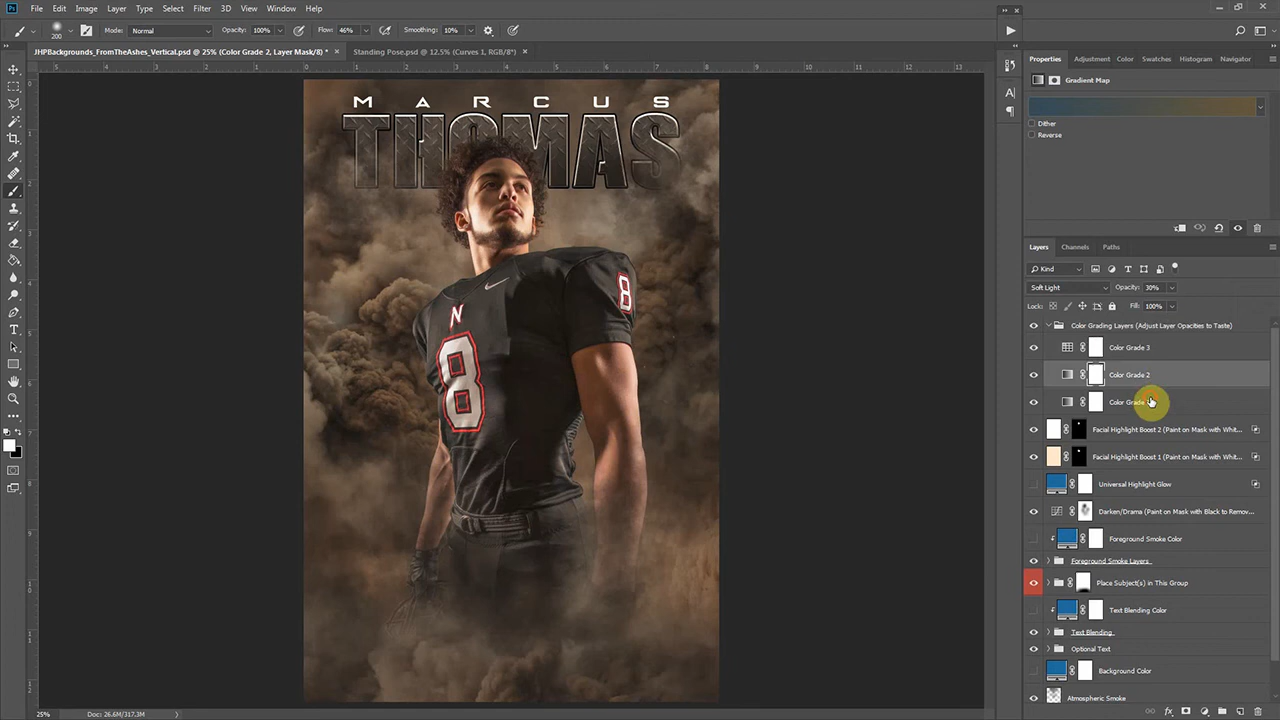 Ps File Edit Image Layer Type Select Filter 3D View Window Help
200 Mode: Normal Opacity: 100% Flow: 46% Smoothing: 10%
JHPBackgrounds_FromTheAshes_Vertical.psd @ 25% (Color Grade 2, Layer Mask/8) * × Standing Pose.psd @ 12.5% (Curves 1, RGB/8*) ×
MARCUS
THOMAS
8
N
8
Properties Adjustment Color Swatches Histogram Navigator
Gradient Map
Dither
Reverse
Layers Channels Paths
Kind
Soft Light Opacity: 30%
Lock: Fill: 100%
Color Grading Layers (Adjust Layer Opacities to Taste)
Color Grade 3
Color Grade 2
Color Grade
Facial Highlight Boost 2 (Paint on Mask with Whit...
Facial Highlight Boost 1 (Paint on Mask with Whit...
Universal Highlight Glow
Darken/Drama (Paint on Mask with Black to Remov...
Foreground Smoke Color
Foreground Smoke Layers
Place Subject(s) in This Group
Text Blending Color
Text Blending
Optional Text
Background Color
Atmospheric Smoke
25% Doc: 26.6M/317.3M